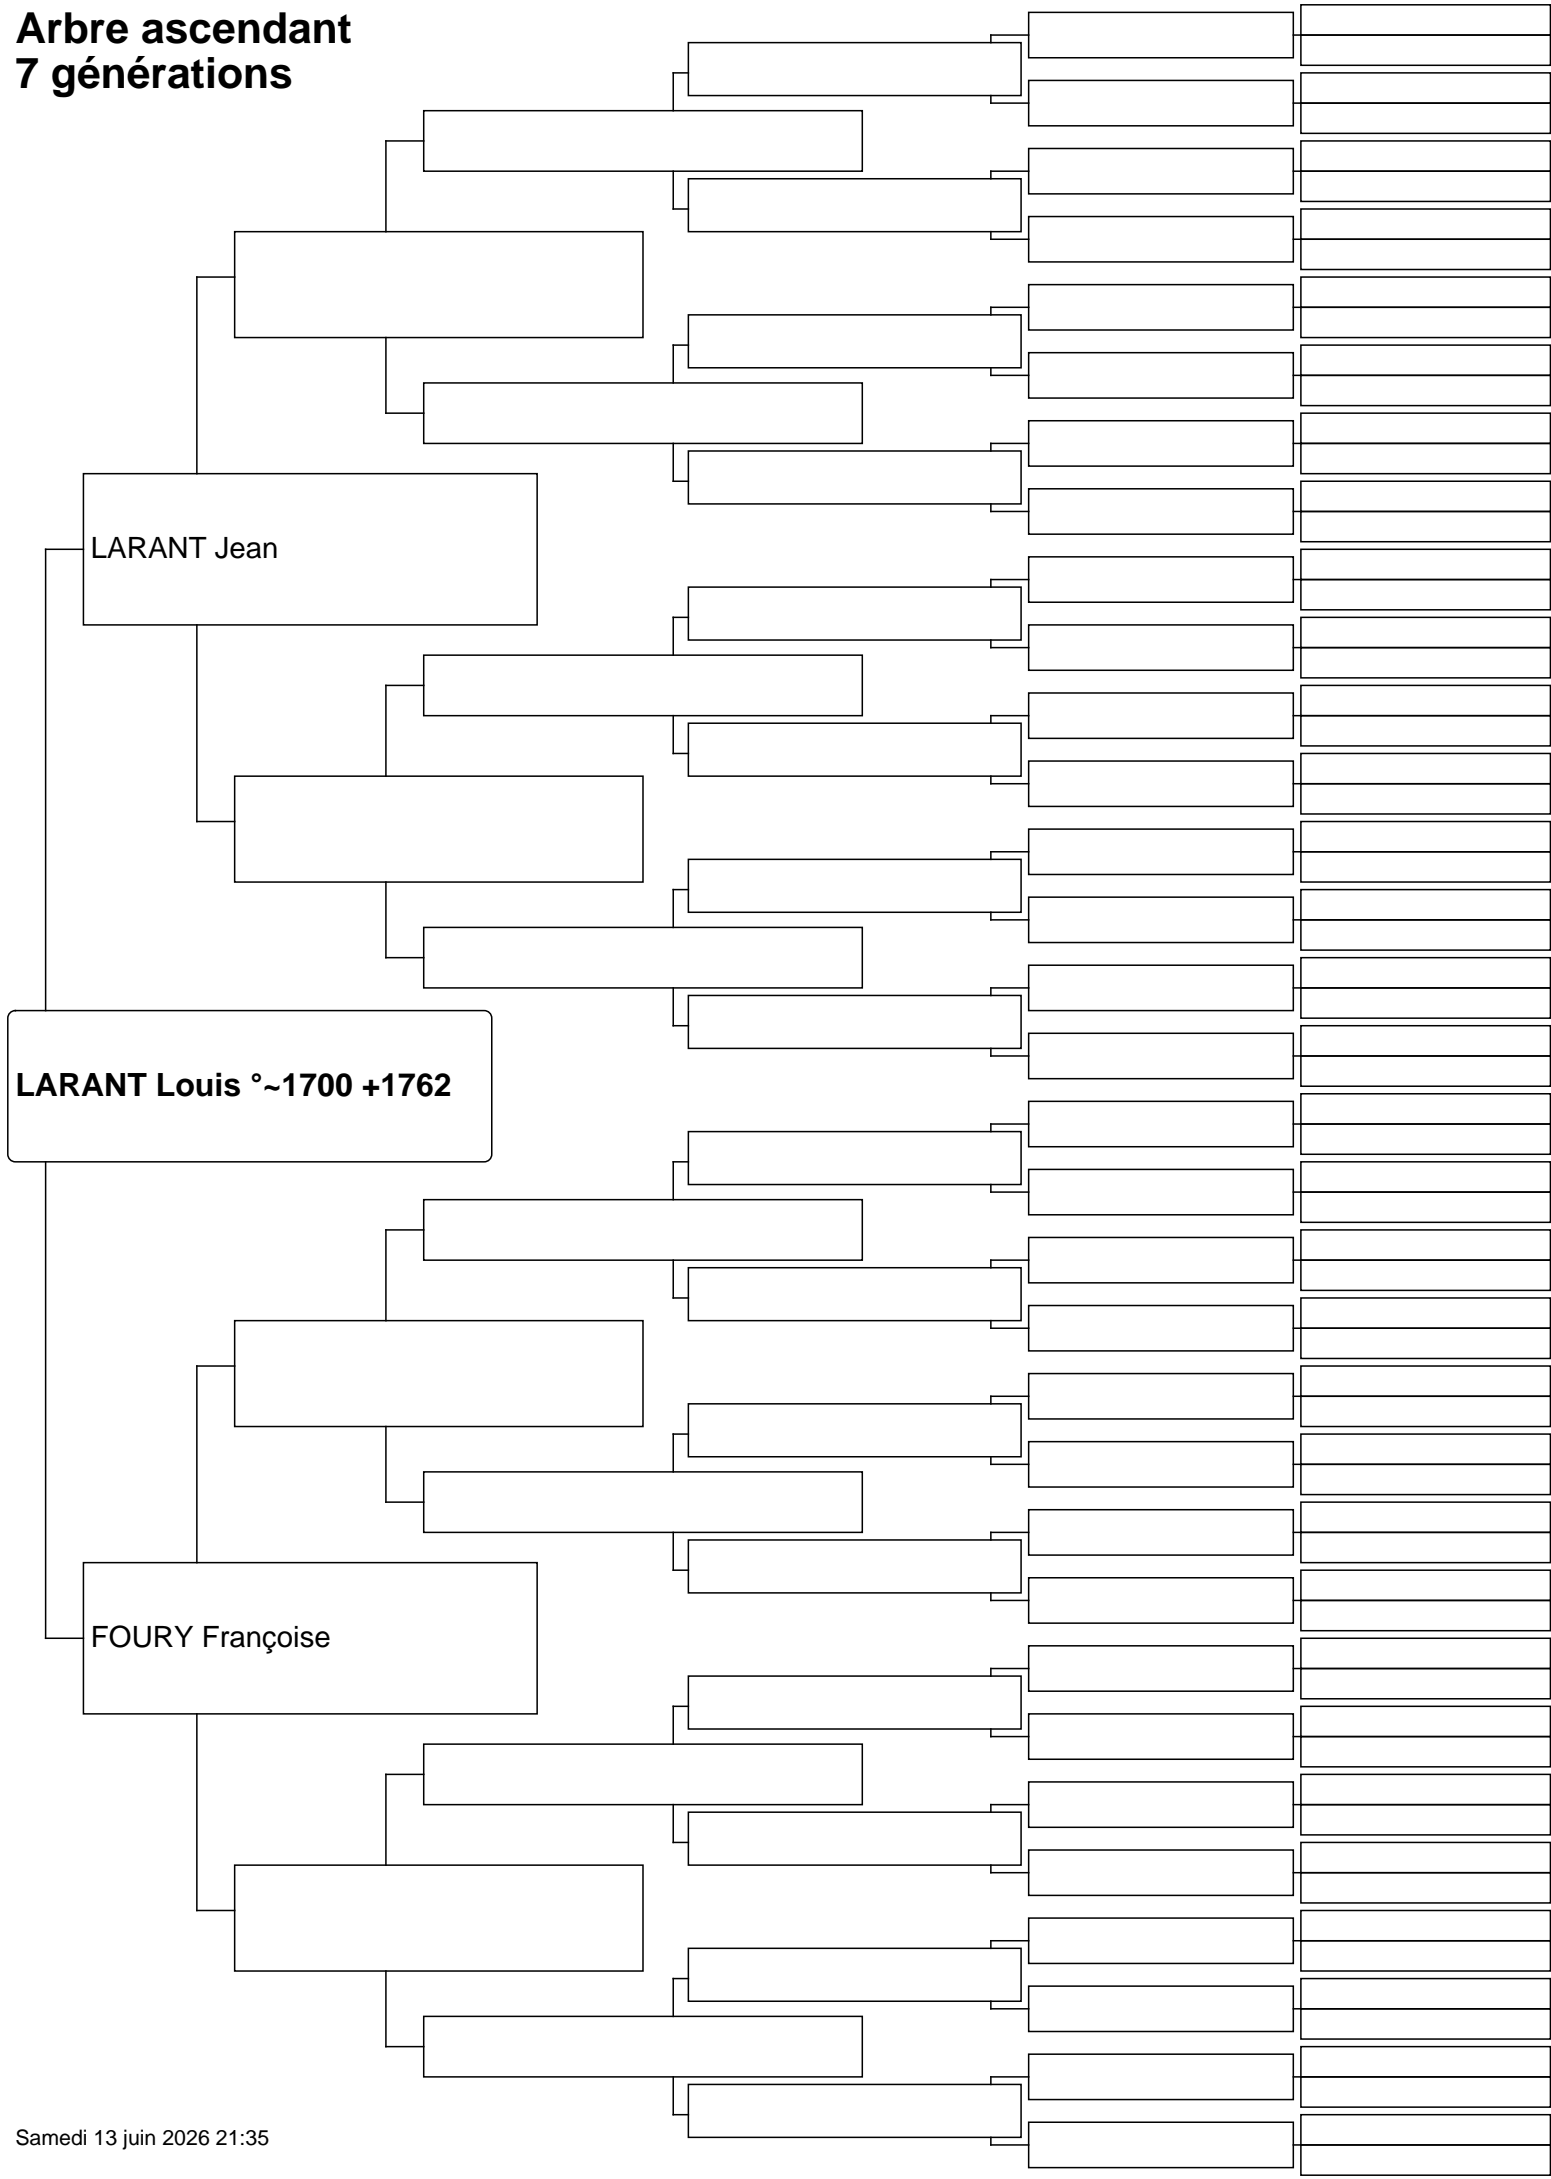 Arbre ascendant
7 générations
LARANT Jean
LARANT Louis °~1700 +1762
FOURY Françoise
Samedi 13 juin 2026 21:35